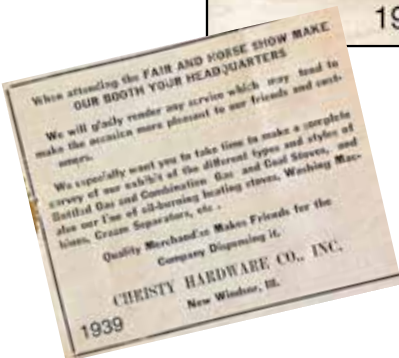 19
When attending the FAIR AND HORSE SHOW MAKE
OUR BOOTH YOUR HEADQUARTERS
We will gladly render any service which may tend to
make the occasion more pleasant to our friends and cust-
omers.
We especially want you to take time to make a complete
survey of our exhibit of the different types and styles of
Bottled Gas and Combination Gas and Coal Stoves, and
also our line of oil-burning heating stoves, Washing Mac-
hines, Cream Separators, etc.
Quality Merchandise Makes Friends for the
Company Dispensing it.
CHRISTY HARDWARE CO., INC.
New Windsor, Ill.
1939